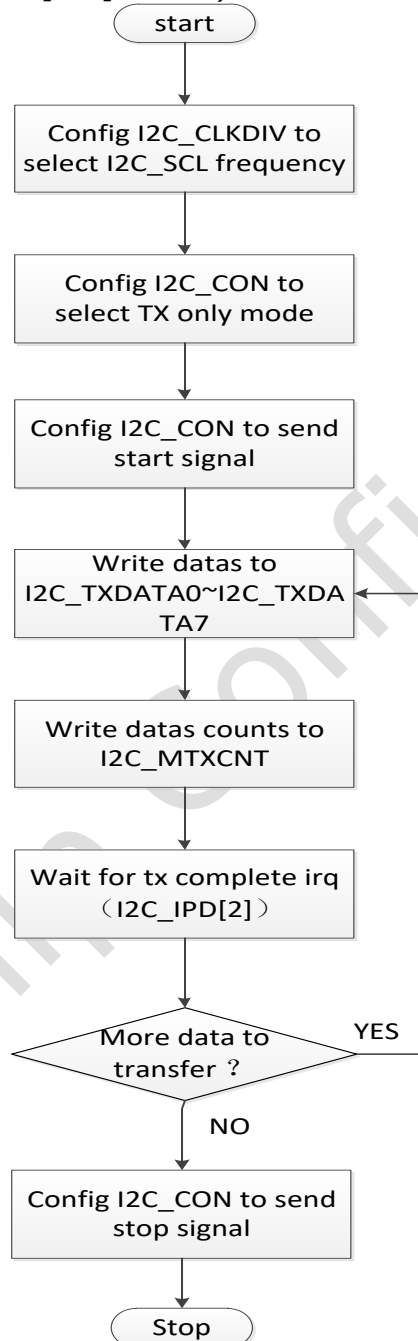 start
Config I2C_CLKDIV to
select I2C_SCL frequency
Config I2C_CON to
select TX only mode
Config I2C_CON to send
start signal
Write datas to
I2C_TXDATA0~I2C_TXDA
TA7
Write datas counts to
I2C_MTXCNT
Wait for tx complete irq
（I2C_IPD[2]）
More data to
transfer ？
YES
NO
Config I2C_CON to send
stop signal
Stop